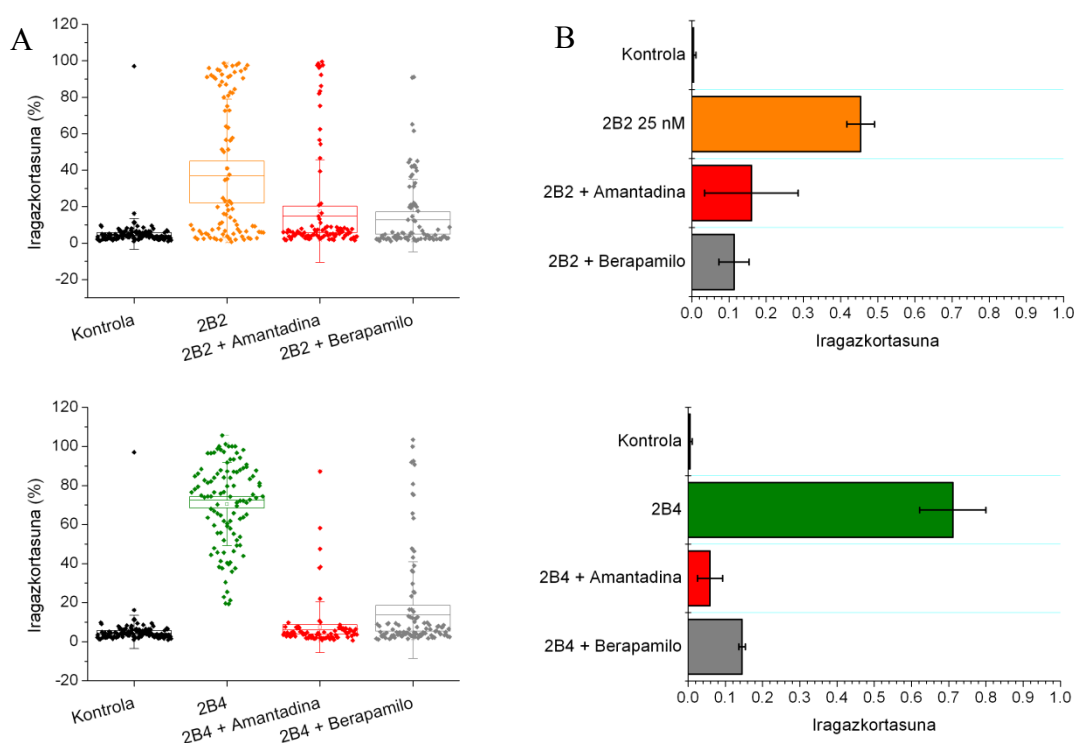 A
120
100
80
60
40
20
0
-20
Iragazkortasuna (%)
Kontrola
2B2
2B2 + Amantadina
2B2 + Berapamilo
B
Kontrola
2B2 25 nM
2B2 + Amantadina
2B2 + Berapamilo
0.0 0.1 0.2 0.3 0.4 0.5 0.6 0.7 0.8 0.9 1.0
Iragazkortasuna
120
100
80
60
40
20
0
-20
Iragazkortasuna (%)
Kontrola
2B4
2B4 + Amantadina
2B4 + Berapamilo
Kontrola
2B4
2B4 + Amantadina
2B4 + Berapamilo
0.0 0.1 0.2 0.3 0.4 0.5 0.6 0.7 0.8 0.9 1.0
Iragazkortasuna